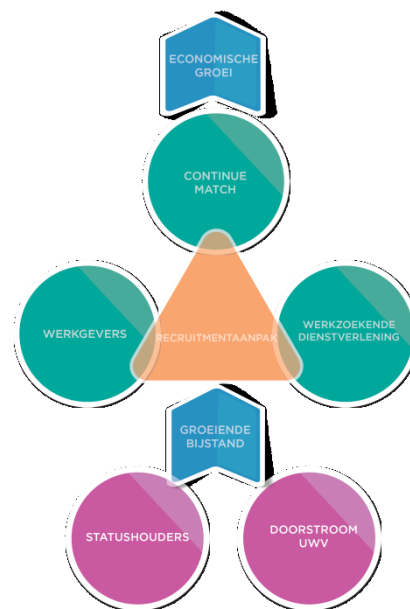 ECONOMISCHE
GROEI
CONTINUE
MATCH
WERKGEVERS
RECRUITMENTAANPAK
WERKZOEKENDE
DIENSTVERLENING
GROEIENDE
BIJSTAND
STATUSHOUDERS
DOORSTROOM
UWV